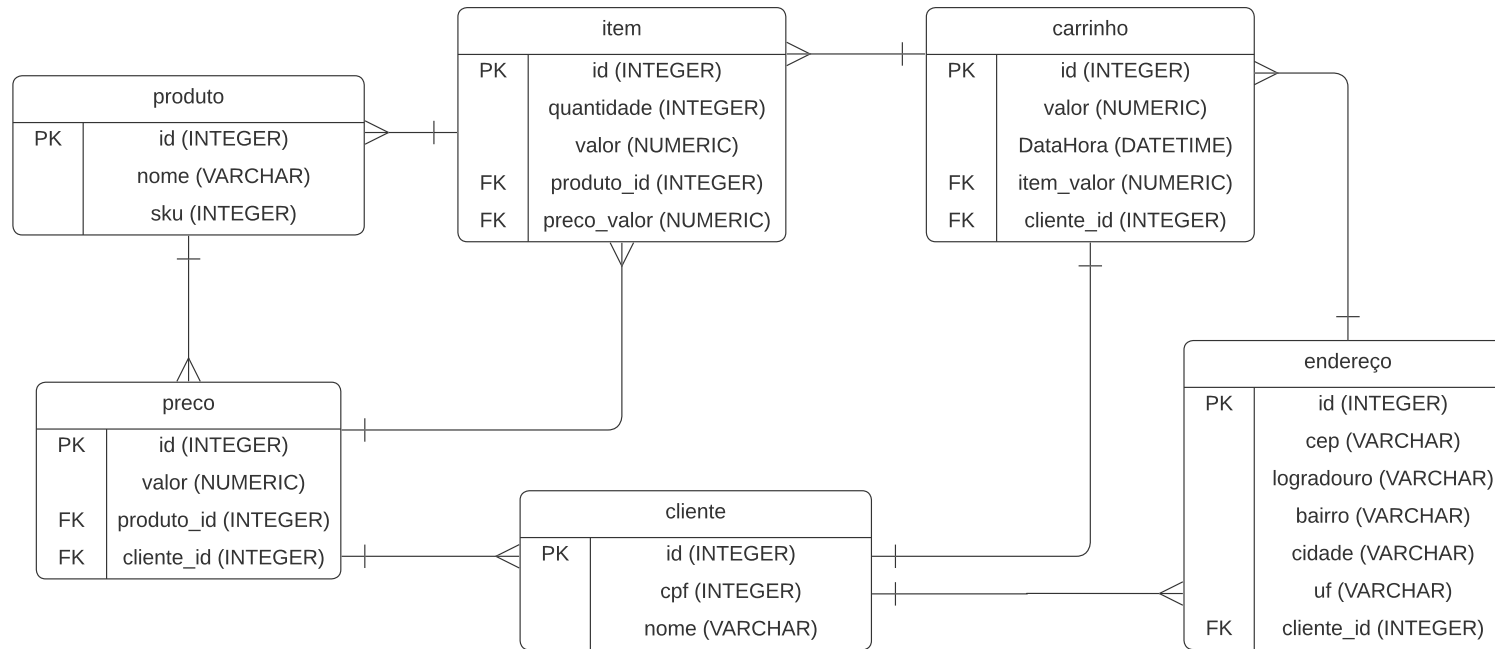 produto
PK id (INTEGER)
nome (VARCHAR)
sku (INTEGER)
item
PK id (INTEGER)
quantidade (INTEGER)
valor (NUMERIC)
FK produto_id (INTEGER)
FK preco_valor (NUMERIC)
carrinho
PK id (INTEGER)
valor (NUMERIC)
DataHora (DATETIME)
FK item_valor (NUMERIC)
FK cliente_id (INTEGER)
preco
PK id (INTEGER)
valor (NUMERIC)
FK produto_id (INTEGER)
FK cliente_id (INTEGER)
cliente
PK id (INTEGER)
cpf (INTEGER)
nome (VARCHAR)
endereço
PK id (INTEGER)
cep (VARCHAR)
logradouro (VARCHAR)
bairro (VARCHAR)
cidade (VARCHAR)
uf (VARCHAR)
FK cliente_id (INTEGER)